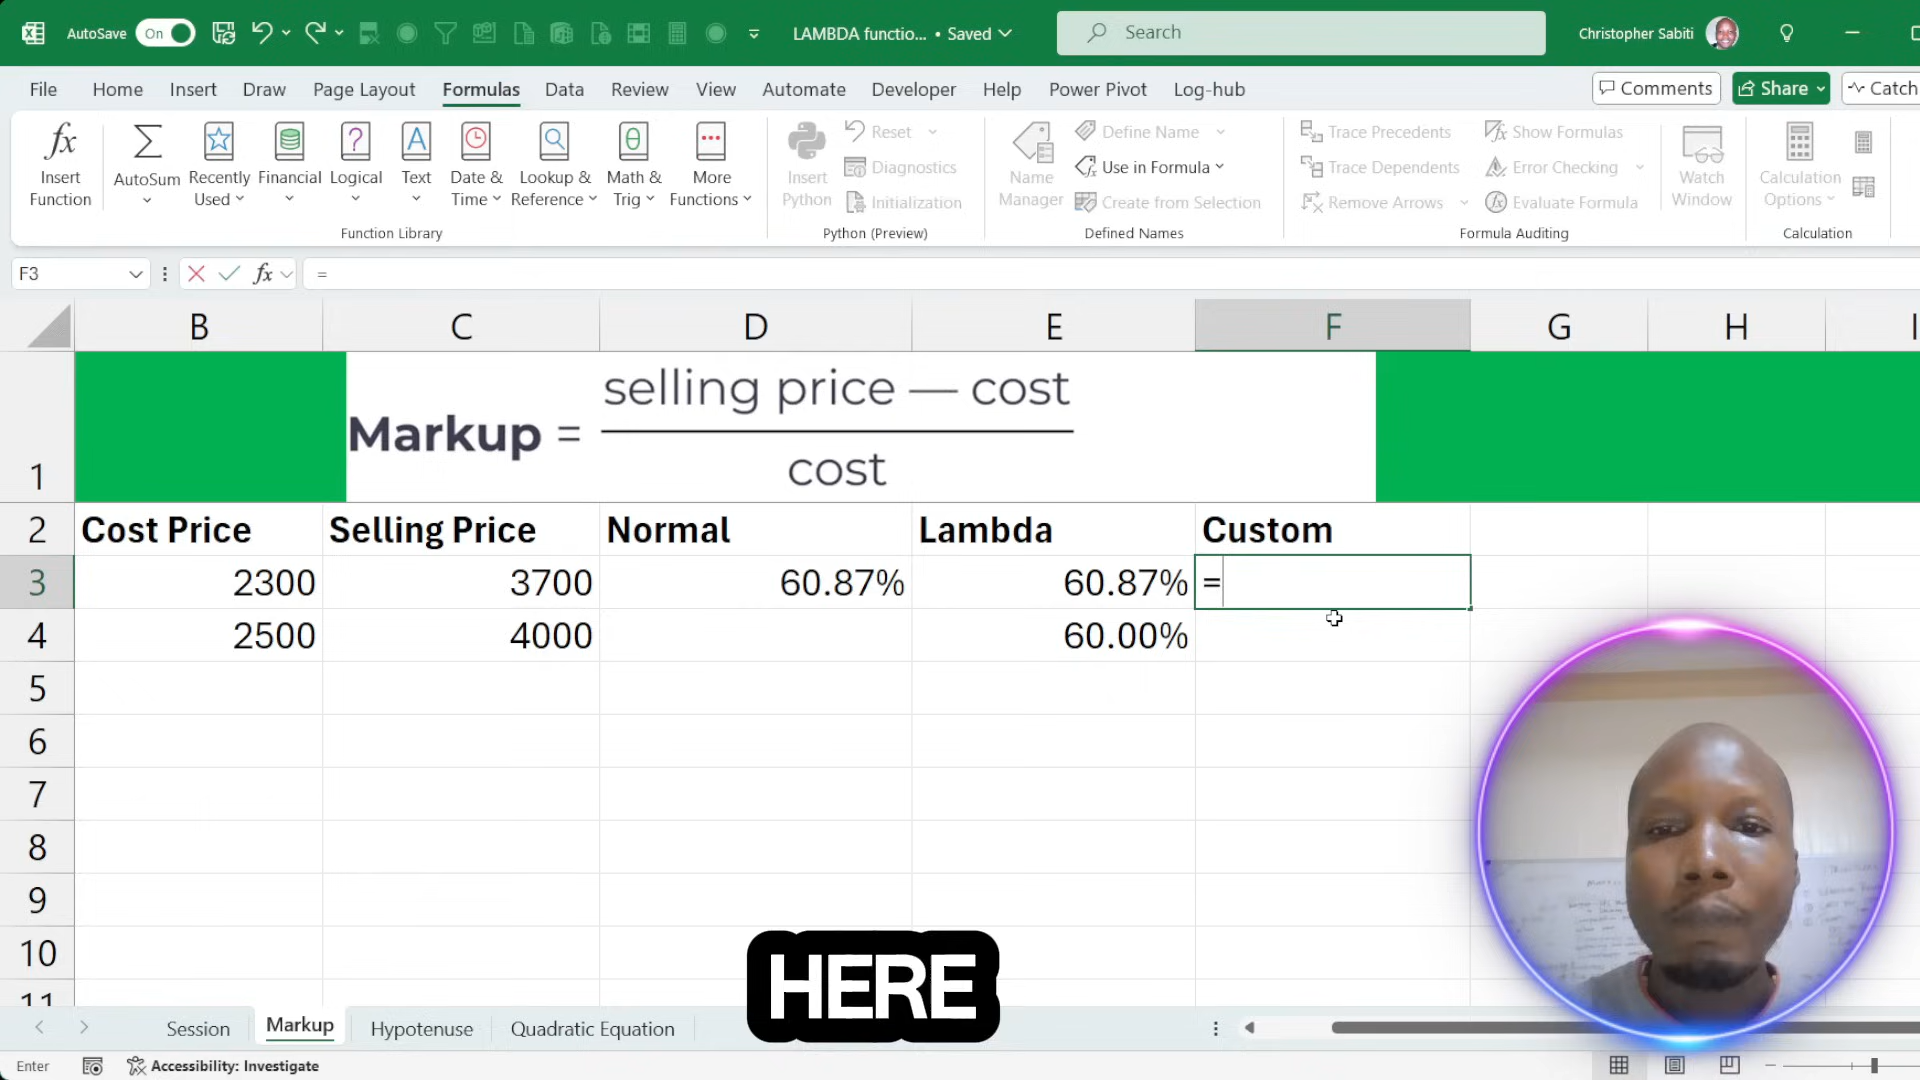 AutoSave On LAMBDA functio... • Saved Search Christopher Sabiti
File Home Insert Draw Page Layout Formulas Data Review View Automate Developer Help Power Pivot Log-hub Comments Share Catch
fx Insert Function
AutoSum
Recently Used
Financial
Logical
Text
Date & Time
Lookup & Reference
Math & Trig
More Functions
Function Library
Insert Python
Reset
Diagnostics
Initialization
Python (Preview)
Name Manager
Define Name
Use in Formula
Create from Selection
Defined Names
Trace Precedents
Trace Dependents
Remove Arrows
Show Formulas
Error Checking
Evaluate Formula
Formula Auditing
Watch Window
Calculation Options
Calculation
F3 fx =
B C D E F G H I
1
Markup = selling price — cost
cost
2 Cost Price Selling Price Normal Lambda Custom
3 2300 3700 60.87% 60.87% =
4 2500 4000 60.00%
5
6
7
8
9
10
11
HERE
Session Markup Hypotenuse Quadratic Equation
Enter Accessibility: Investigate